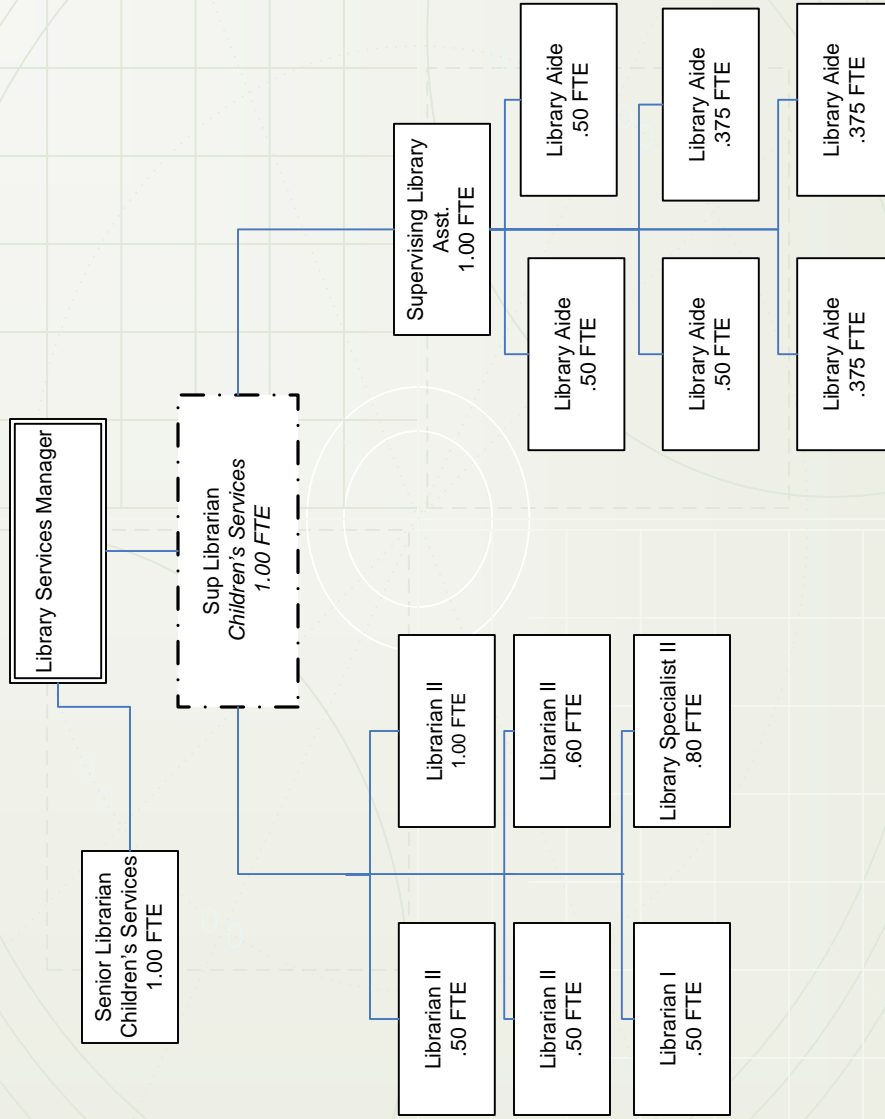 Library Services Manager
Senior Librarian
Children's Services
1.00 FTE
Sup Librarian
Children's Services
1.00 FTE
Librarian II
.50 FTE
Librarian II
1.00 FTE
Librarian II
.50 FTE
Librarian II
.60 FTE
Librarian I
.50 FTE
Library Specialist II
.80 FTE
Supervising Library
Asst.
1.00 FTE
Library Aide
.50 FTE
Library Aide
.50 FTE
Library Aide
.50 FTE
Library Aide
.375 FTE
Library Aide
.375 FTE
Library Aide
.375 FTE